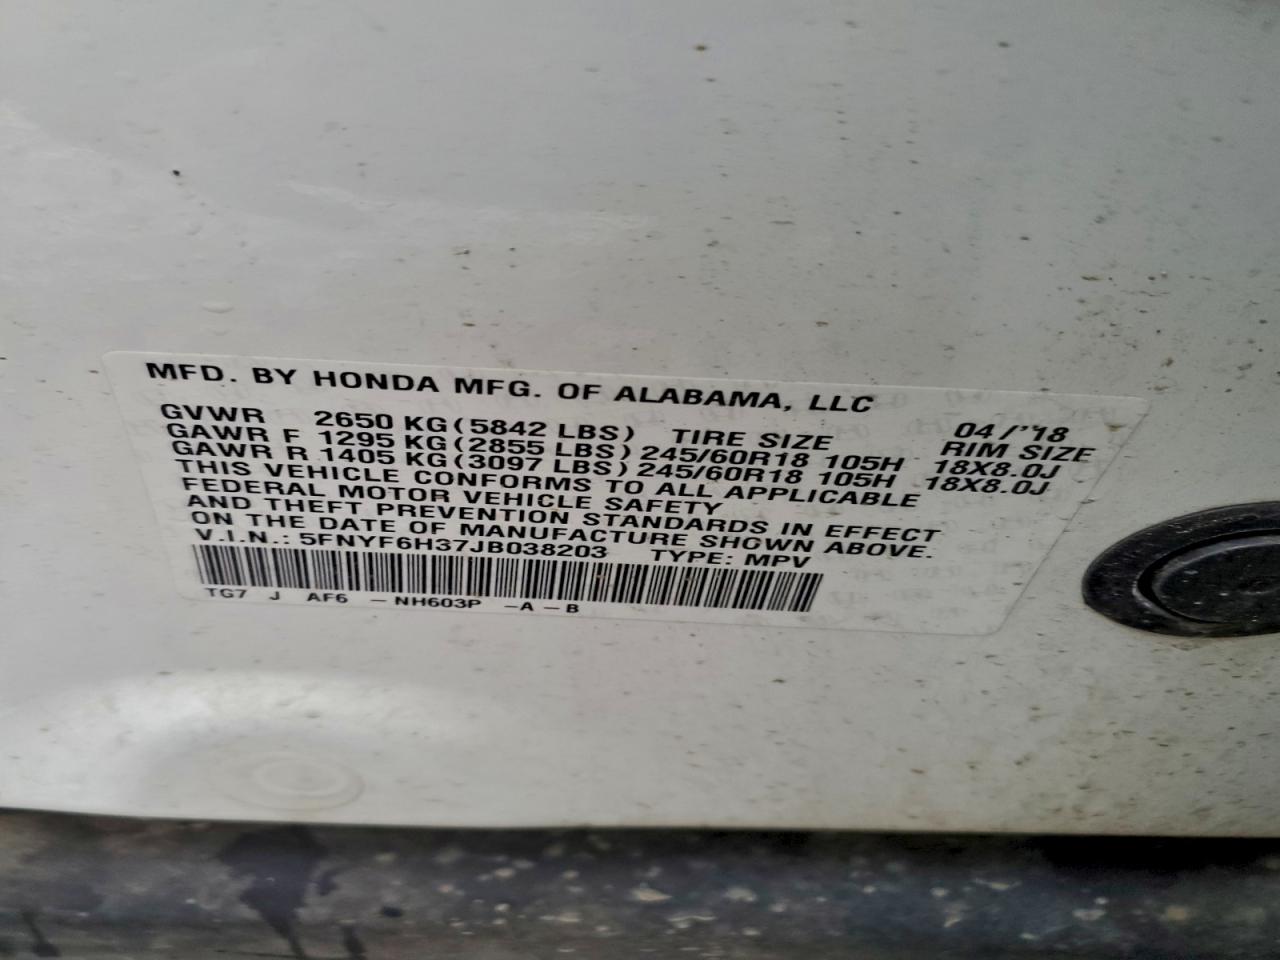 MFD. BY HONDA MFG. OF ALABAMA, LLC 04/'18
GVWR 2650 KG (5842 LBS) TIRE SIZE RIM SIZE
GAWR F 1295 KG (2855 LBS) 245/60R18 105H 18X8.0J
GAWR R 1405 KG (3097 LBS) 245/60R18 105H 18X8.0J
THIS VEHICLE CONFORMS TO ALL APPLICABLE
FEDERAL MOTOR VEHICLE SAFETY
AND THEFT PREVENTION STANDARDS IN EFFECT
ON THE DATE OF MANUFACTURE SHOWN ABOVE.
V.I.N.: 5FNYF6H37JB038203 TYPE: MPV
TG7 J AF6 - NH603P -A-B